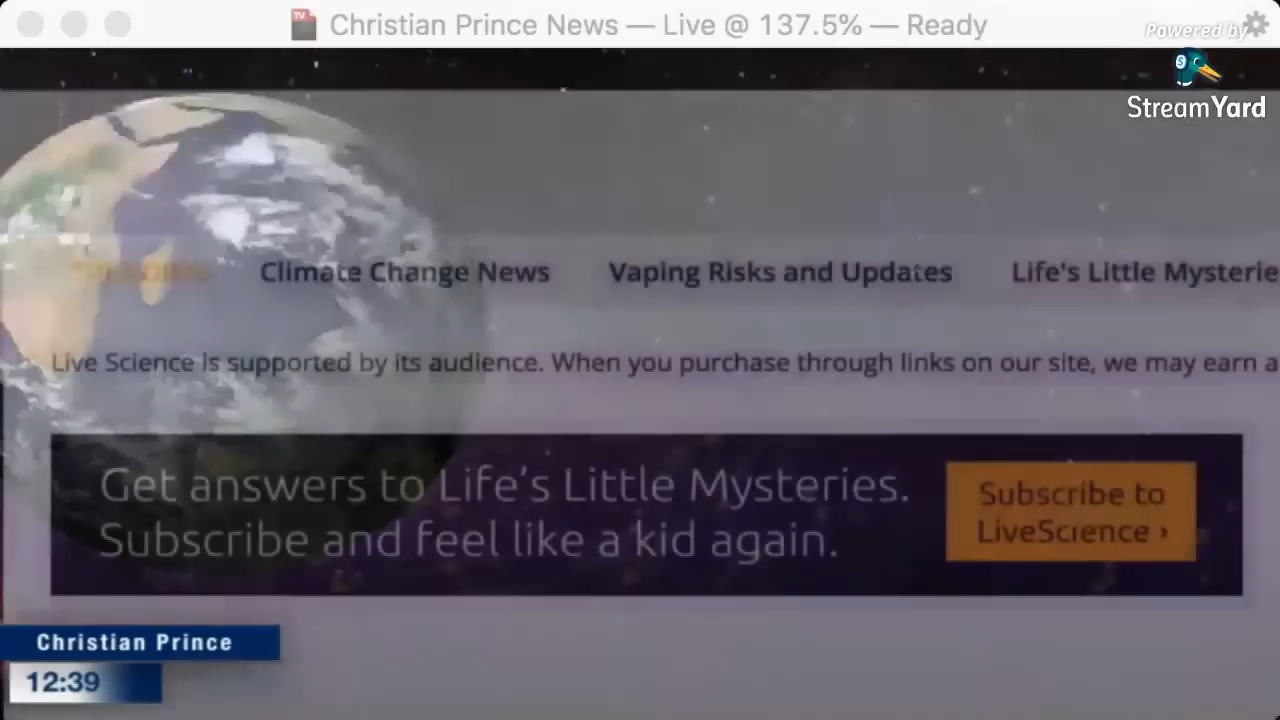 Christian Prince News — Live @ 137.5% — Ready
Powered by
StreamYard
Climate Change News Vaping Risks and Updates Life's Little Mysterie
Live Science is supported by its audience. When you purchase through links on our site, we may earn a
Get answers to Life's Little Mysteries.
Subscribe and feel like a kid again.
Subscribe to
LiveScience ›
Christian Prince
12:39